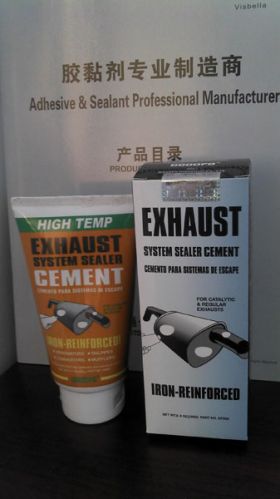 Visbella
胶黏剂专业制造商
Adhesive & Sealant Professional Manufacturer
产品目录
HIGH TEMP
EXHAUST
SYSTEM SEALER
CEMENT
CEMENTO PARA SISTEMAS DE ESCAPE
IRON-REINFORCED!
EXHAUST
SYSTEM SEALER CEMENT
CEMENTO PARA SISTEMAS DE ESCAPE
FOR CATALYTIC
& REGULAR
EXHAUSTS
IRON-REINFORCED